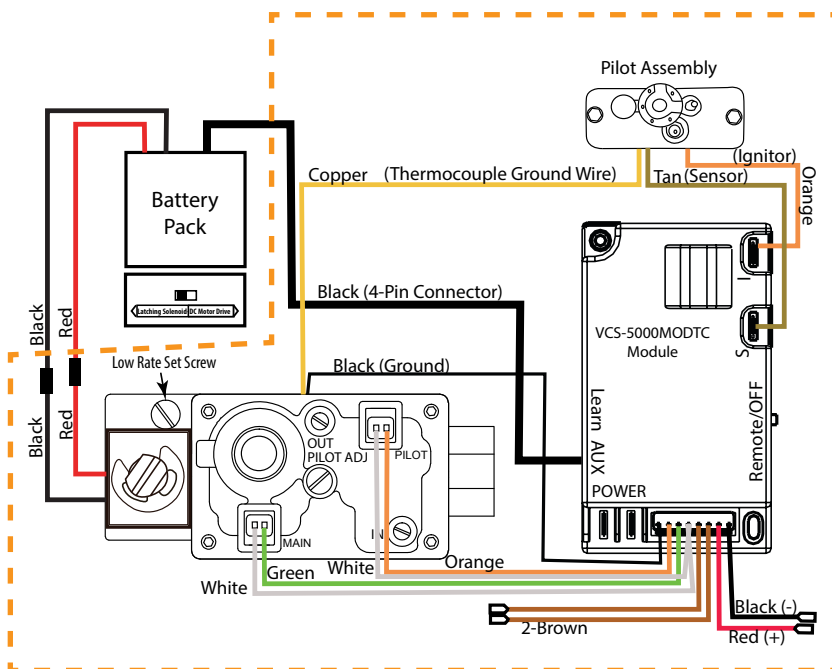 Pilot Assembly
(Ignitor)
Copper (Thermocouple Ground Wire)
Tan (Sensor)
Orange
Battery
Pack
Latching Solenoid
DC Motor Drive
Black
Red
Black (4-Pin Connector)
I
S
VCS-5000MODTC
Module
Low Rate Set Screw
Black (Ground)
Black
Red
Learn AUX
Remote/OFF
POWER
OUT
PILOT ADJ
PILOT
MAIN
IN
White
Green
White
Orange
2-Brown
Black (-)
Red (+)